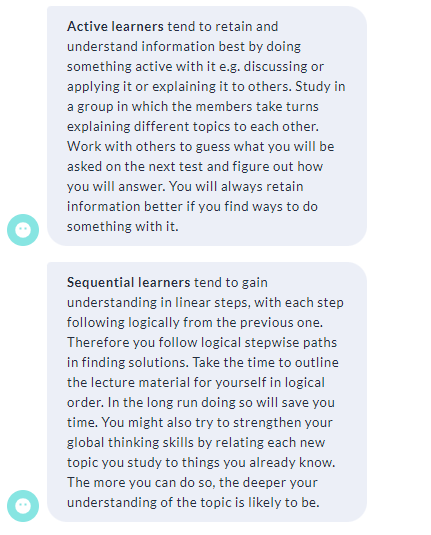 Active learners tend to retain and
understand information best by doing
something active with it e.g. discussing or
applying it or explaining it to others. Study in
a group in which the members take turns
explaining different topics to each other.
Work with others to guess what you will be
asked on the next test and figure out how
you will answer. You will always retain
information better if you find ways to do
something with it.
Sequential learners tend to gain
understanding in linear steps, with each step
following logically from the previous one.
Therefore you follow logical stepwise paths
in finding solutions. Take the time to outline
the lecture material for yourself in logical
order. In the long run doing so will save you
time. You might also try to strengthen your
global thinking skills by relating each new
topic you study to things you already know.
The more you can do so, the deeper your
understanding of the topic is likely to be.